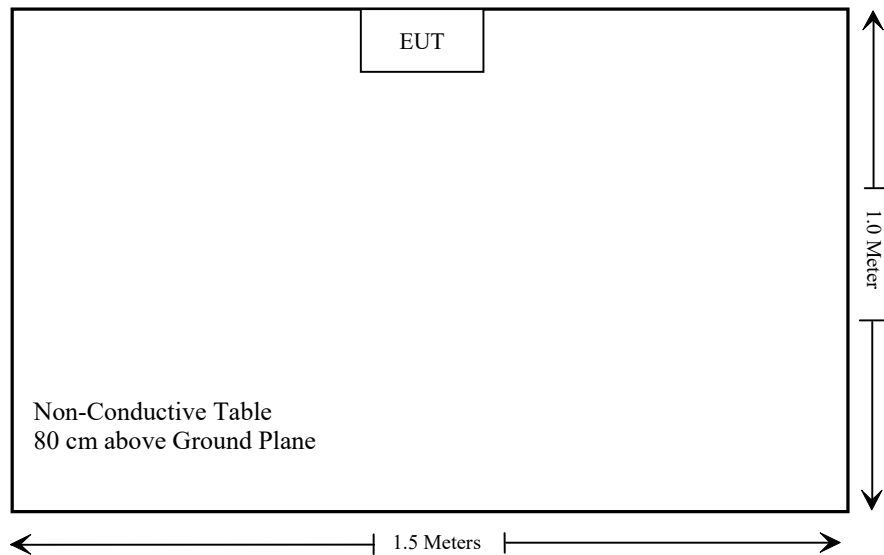 EUT
1.0 Meter
Non-Conductive Table
80 cm above Ground Plane
1.5 Meters